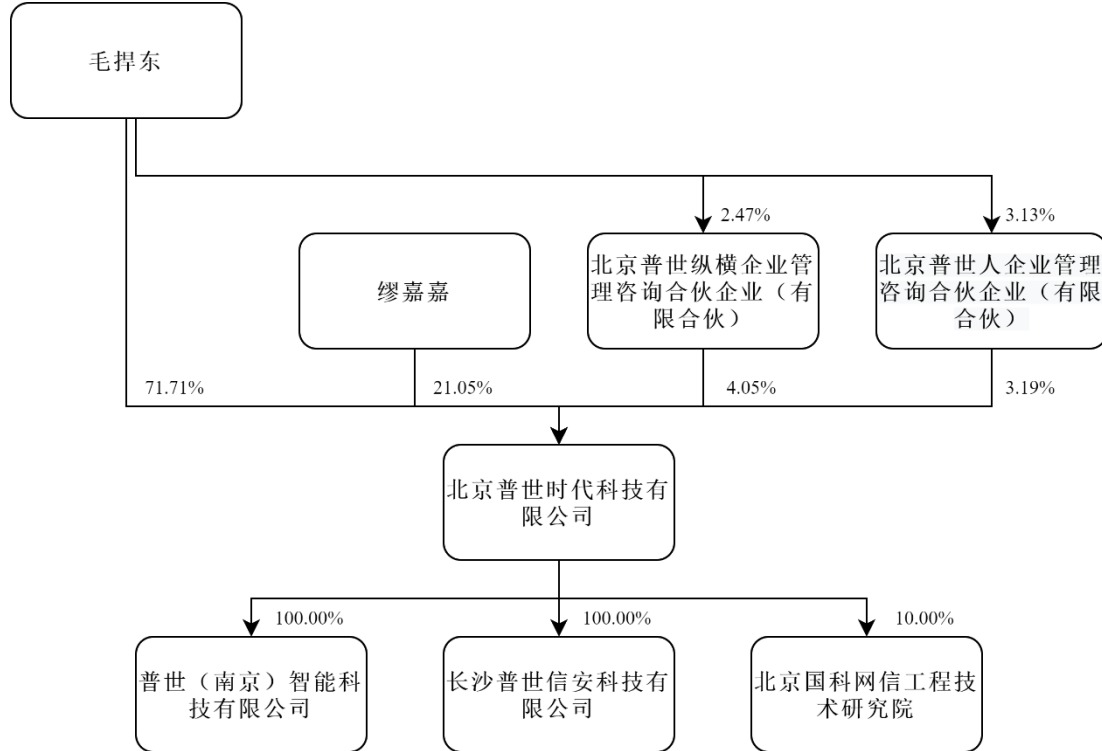 毛捍东
2.47%
3.13%
缪嘉嘉
北京普世纵横企业管
理咨询合伙企业（有
限合伙）
北京普世人企业管理
咨询合伙企业（有限
合伙）
71.71%
21.05%
4.05%
3.19%
北京普世时代科技有
限公司
100.00%
100.00%
10.00%
普世（南京）智能科
技有限公司
长沙普世信安科技有
限公司
北京国科网信工程技
术研究院